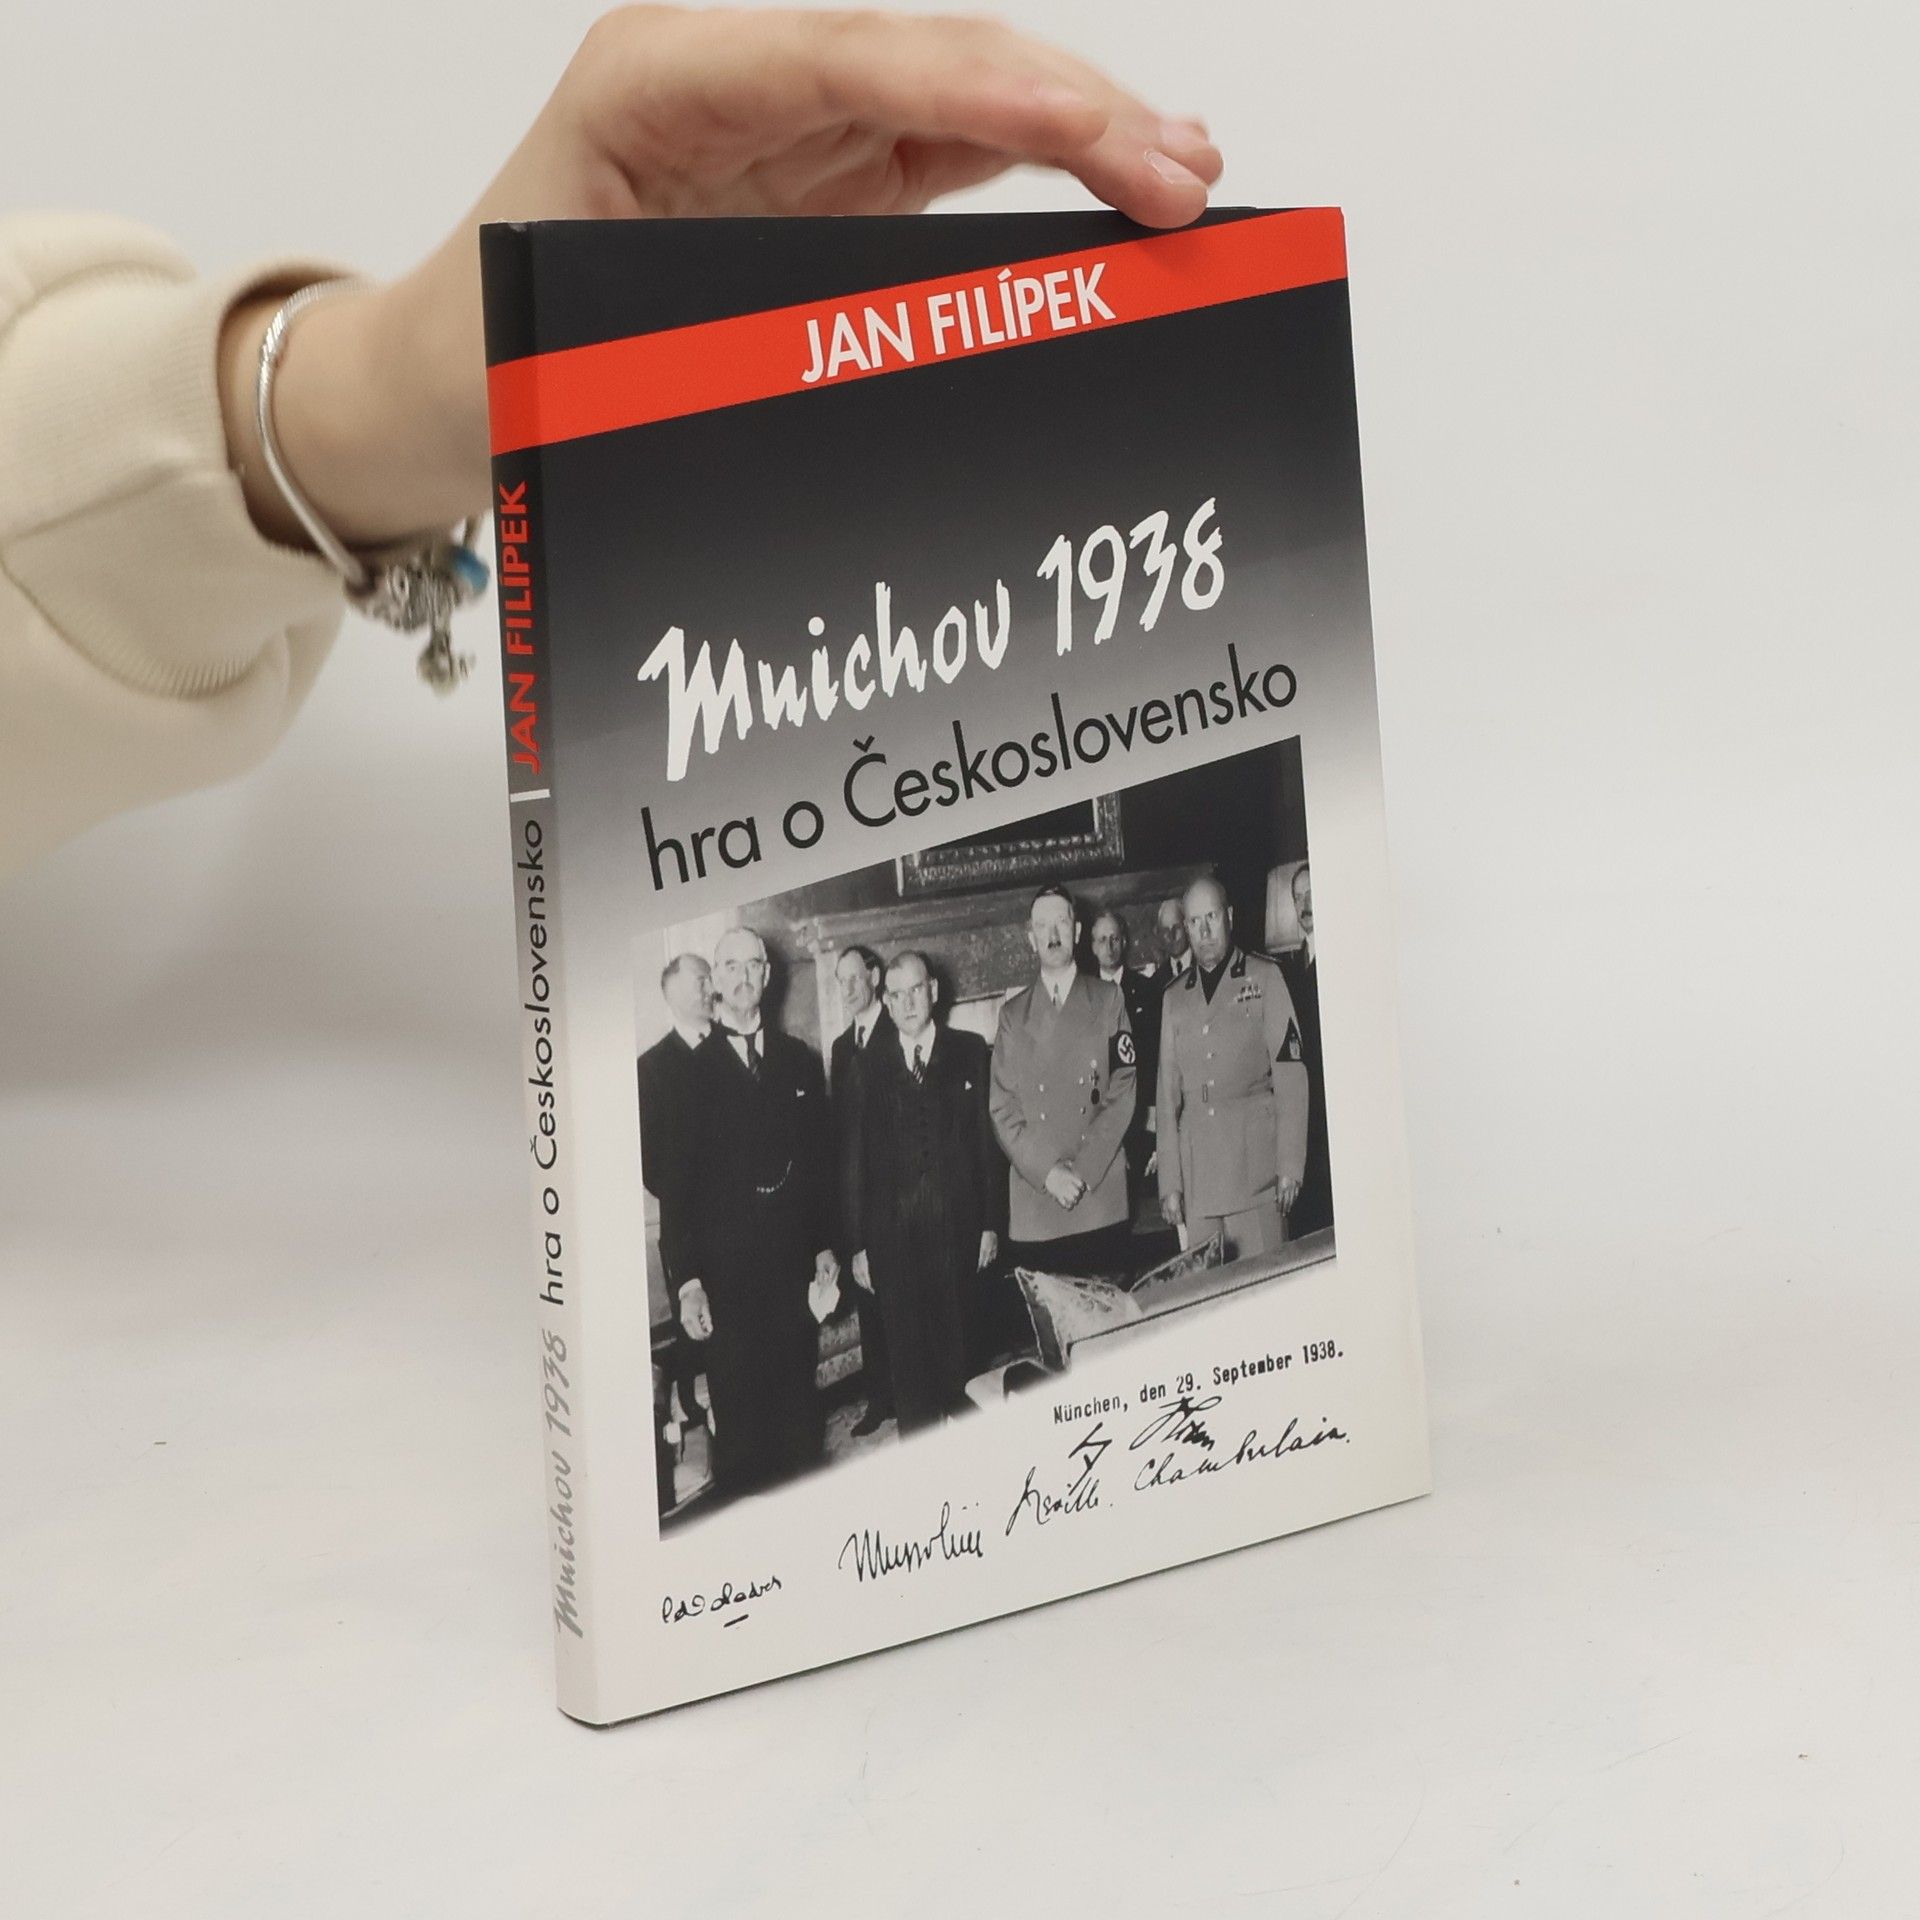 JAN FILÍPEK
Mnichov 1938
hra o Československo
München, den 29. September 1938.
Neville Chamberlain.
Mussolini
Mnichov 1938 hra o Československo | JAN FILÍPEK